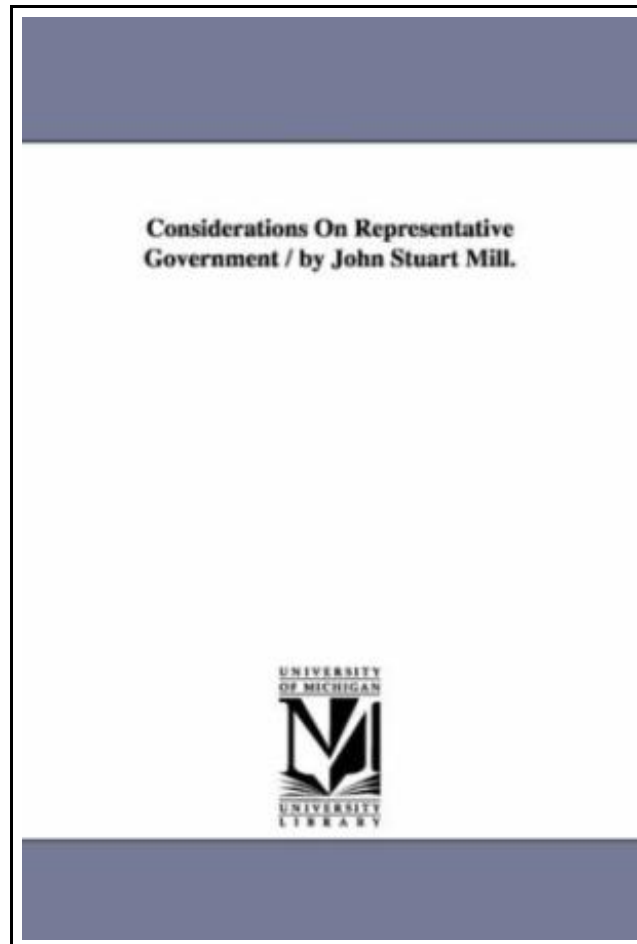 Considerations On Representative
Government / by John Stuart Mill.
UNIVERSITY
OF MICHIGAN
UNIVERSITY
LIBRARY